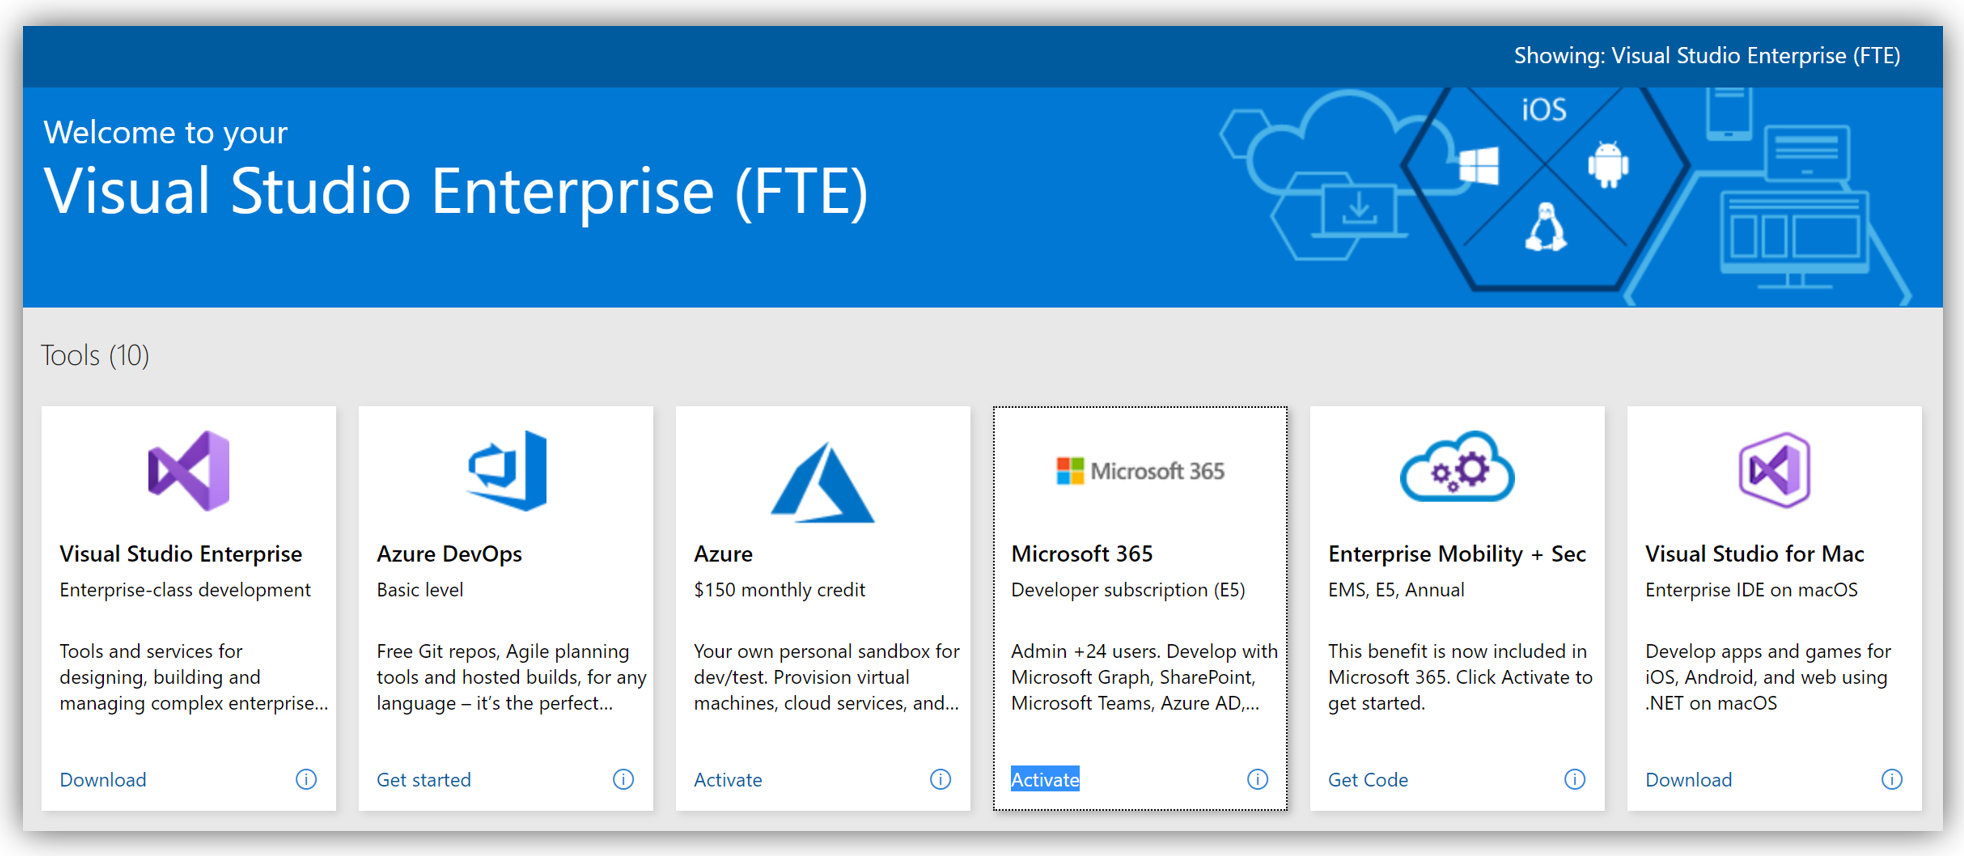 Showing: Visual Studio Enterprise (FTE)
Welcome to your
Visual Studio Enterprise (FTE)
iOS
Tools (10)
Visual Studio Enterprise
Enterprise-class development
Tools and services for
designing, building and
managing complex enterprise...
Download
Azure DevOps
Basic level
Free Git repos, Agile planning
tools and hosted builds, for any
language – it's the perfect...
Get started
Azure
$150 monthly credit
Your own personal sandbox for
dev/test. Provision virtual
machines, cloud services, and...
Activate
Microsoft 365
Microsoft 365
Developer subscription (E5)
Admin +24 users. Develop with
Microsoft Graph, SharePoint,
Microsoft Teams, Azure AD,...
Activate
Enterprise Mobility + Sec
EMS, E5, Annual
This benefit is now included in
Microsoft 365. Click Activate to
get started.
Get Code
Visual Studio for Mac
Enterprise IDE on macOS
Develop apps and games for
iOS, Android, and web using
.NET on macOS
Download